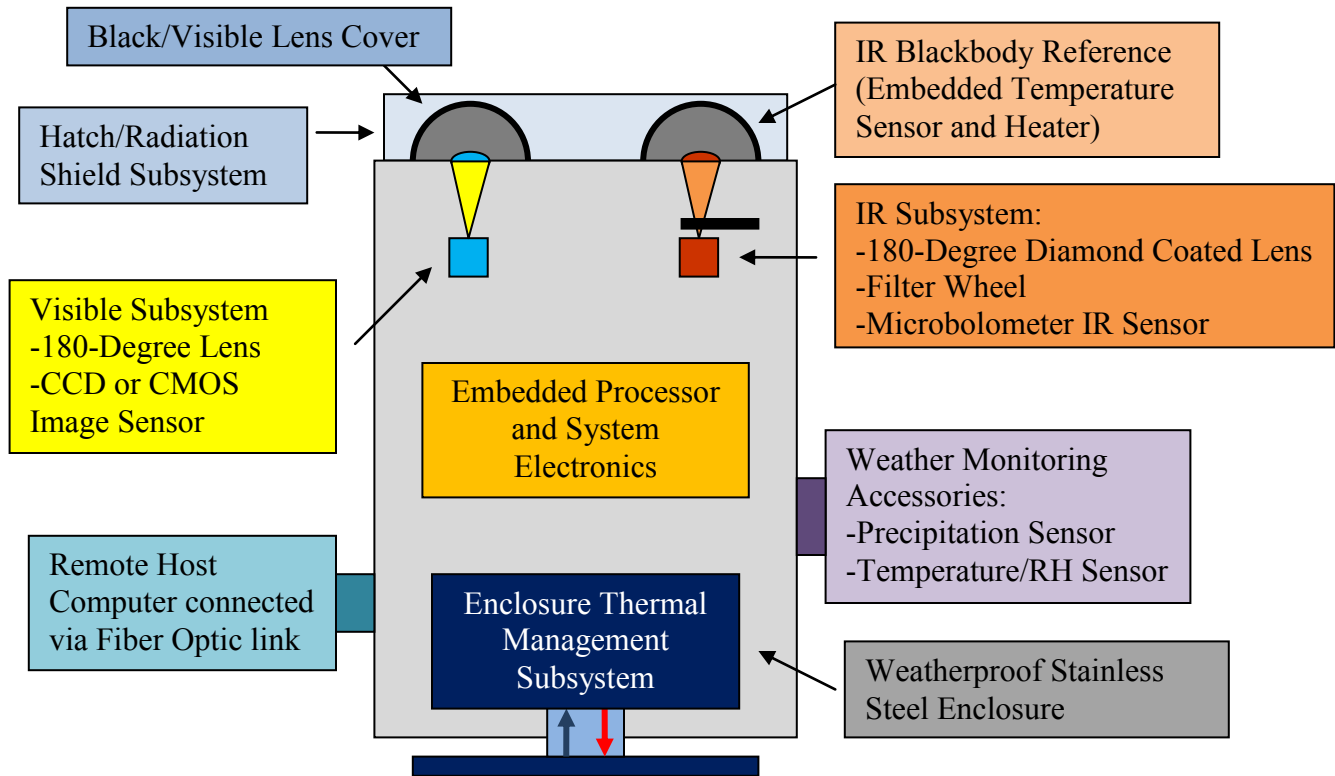 Black/Visible Lens Cover
IR Blackbody Reference
(Embedded Temperature
Sensor and Heater)
Hatch/Radiation
Shield Subsystem
IR Subsystem:
-180-Degree Diamond Coated Lens
-Filter Wheel
-Microbolometer IR Sensor
Visible Subsystem
-180-Degree Lens
-CCD or CMOS
Image Sensor
Embedded Processor
and System
Electronics
Weather Monitoring
Accessories:
-Precipitation Sensor
-Temperature/RH Sensor
Remote Host
Computer connected
via Fiber Optic link
Enclosure Thermal
Management
Subsystem
Weatherproof Stainless
Steel Enclosure